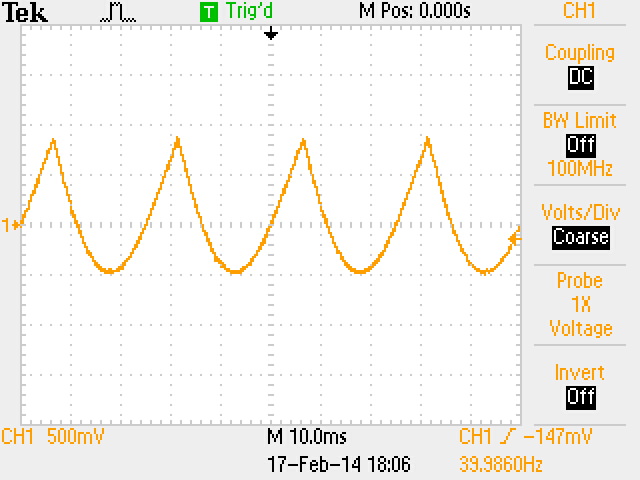 Tek T Trig'd M Pos: 0.000s CH1
Coupling
DC
BW Limit
Off
100MHz
1
Volts/Div
Coarse
Probe
1X
Voltage
Invert
Off
CH1 500mV M 10.0ms CH1 -147mV
17-Feb-14 18:06 39.9860Hz